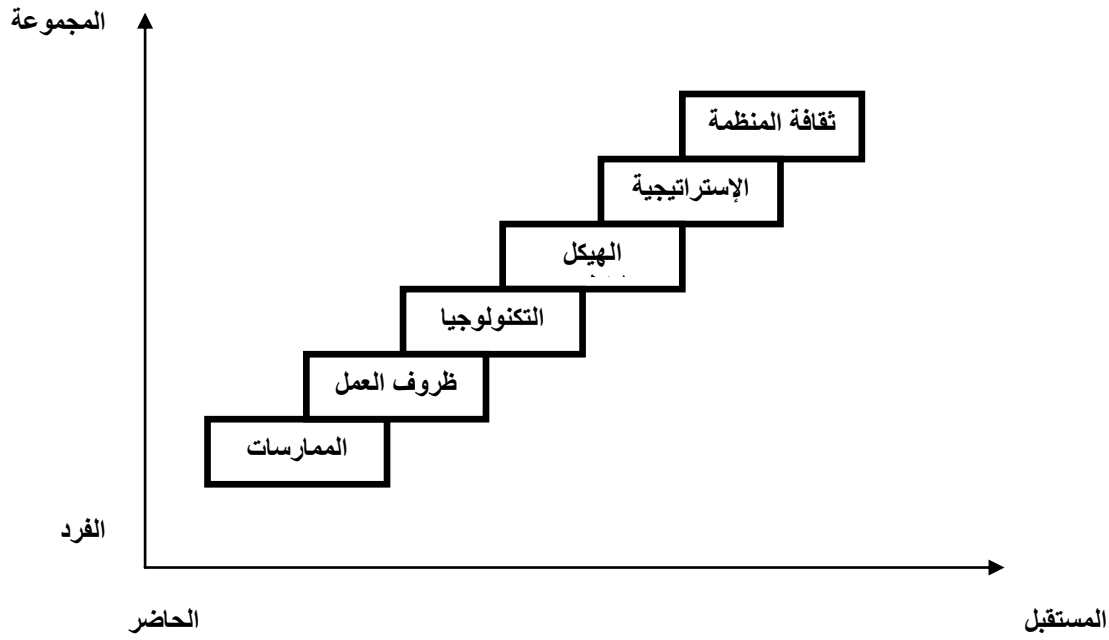 المجموعة
ثقافة المنظمة
الإستراتيجية
الهيكل
التكنولوجيا
ظروف العمل
الممارسات
الفرد
الحاضر
المستقبل